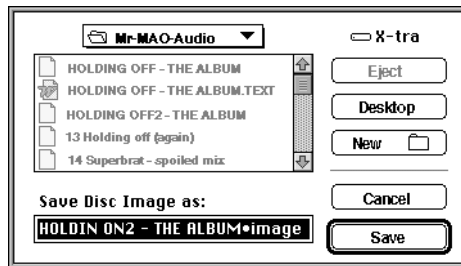 Mr-MAO-Audio
X-tra
HOLDING OFF - THE ALBUM
HOLDING OFF - THE ALBUM.TEXT
HOLDING OFF2 - THE ALBUM
13 Holding off (again)
14 Superbrat - spoiled mix
Eject
Desktop
New
Save Disc Image as:
HOLDIN ON2 - THE ALBUM•image
Cancel
Save